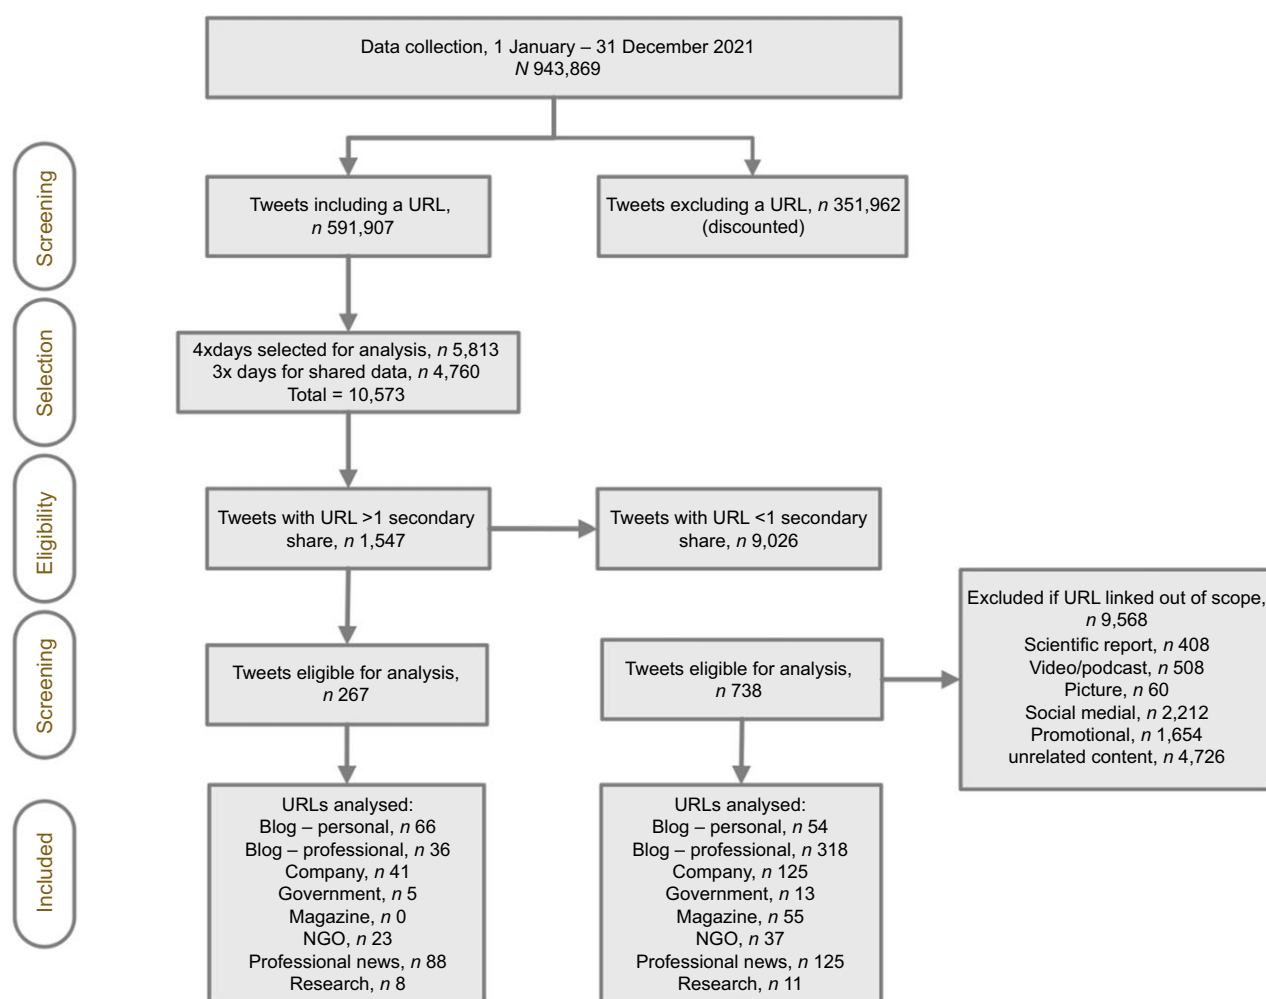 Data collection, 1 January – 31 December 2021
N 943,869
Screening
Tweets including a URL,
n 591,907
Tweets excluding a URL, n 351,962
(discounted)
Selection
4xdays selected for analysis, n 5,813
3x days for shared data, n 4,760
Total = 10,573
Eligibility
Tweets with URL >1 secondary
share, n 1,547
Tweets with URL <1 secondary
share, n 9,026
Screening
Tweets eligible for analysis,
n 267
Tweets eligible for analysis,
n 738
Excluded if URL linked out of scope,
n 9,568
Scientific report, n 408
Video/podcast, n 508
Picture, n 60
Social medial, n 2,212
Promotional, n 1,654
unrelated content, n 4,726
Included
URLs analysed:
Blog – personal, n 66
Blog – professional, n 36
Company, n 41
Government, n 5
Magazine, n 0
NGO, n 23
Professional news, n 88
Research, n 8
URLs analysed:
Blog – personal, n 54
Blog – professional, n 318
Company, n 125
Government, n 13
Magazine, n 55
NGO, n 37
Professional news, n 125
Research, n 11